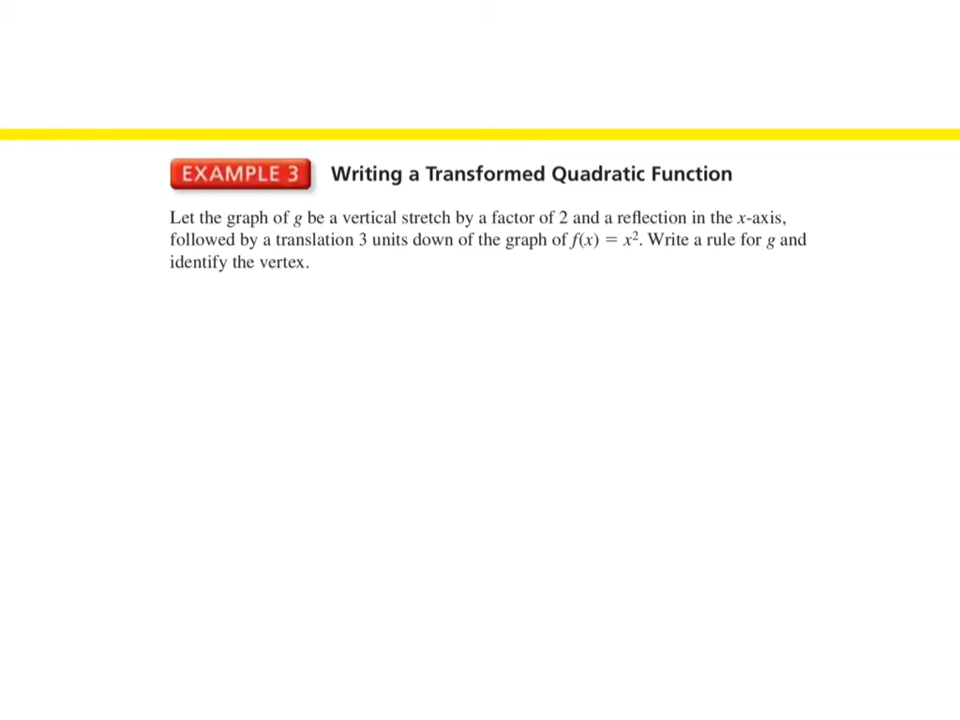 EXAMPLE 3 Writing a Transformed Quadratic Function
Let the graph of g be a vertical stretch by a factor of 2 and a reflection in the x-axis,
followed by a translation 3 units down of the graph of f(x) = x². Write a rule for g and
identify the vertex.